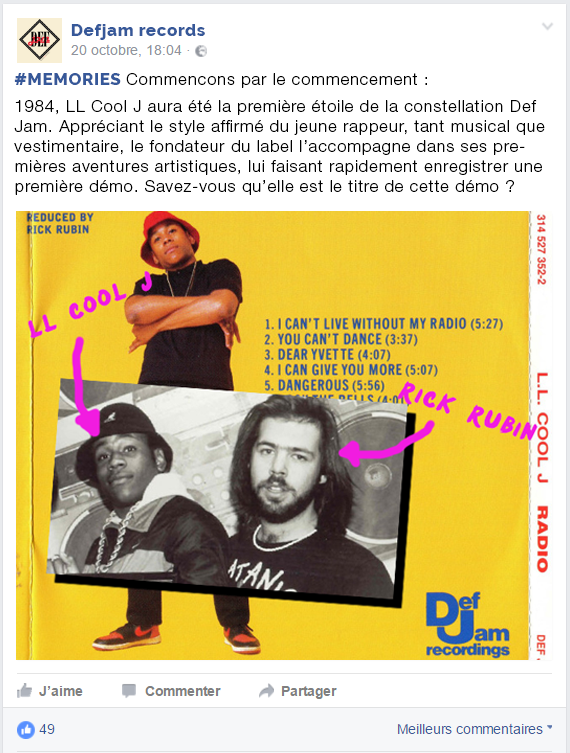 DEF JAM
Defjam records
20 octobre, 18:04 ·
#MEMORIES Commencons par le commencement :
1984, LL Cool J aura été la première étoile de la constellation Def
Jam. Appréciant le style affirmé du jeune rappeur, tant musical que
vestimentaire, le fondateur du label l'accompagne dans ses pre-
mières aventures artistiques, lui faisant rapidement enregistrer une
première démo. Savez-vous qu'elle est le titre de cette démo ?
REDUCED BY
RICK RUBIN
LL COOL J
1. I CAN'T LIVE WITHOUT MY RADIO (5:27)
2. YOU CAN'T DANCE (3:37)
3. DEAR YVETTE (4:07)
4. I CAN GIVE YOU MORE (5:07)
5. DANGEROUS (5:56)
BELLS
RICK RUBIN
314 527 352-2
L.L. COOL J RADIO
DEF
ATANI
Def
Jam
recordings
J'aime Commenter Partager
49 Meilleurs commentaires